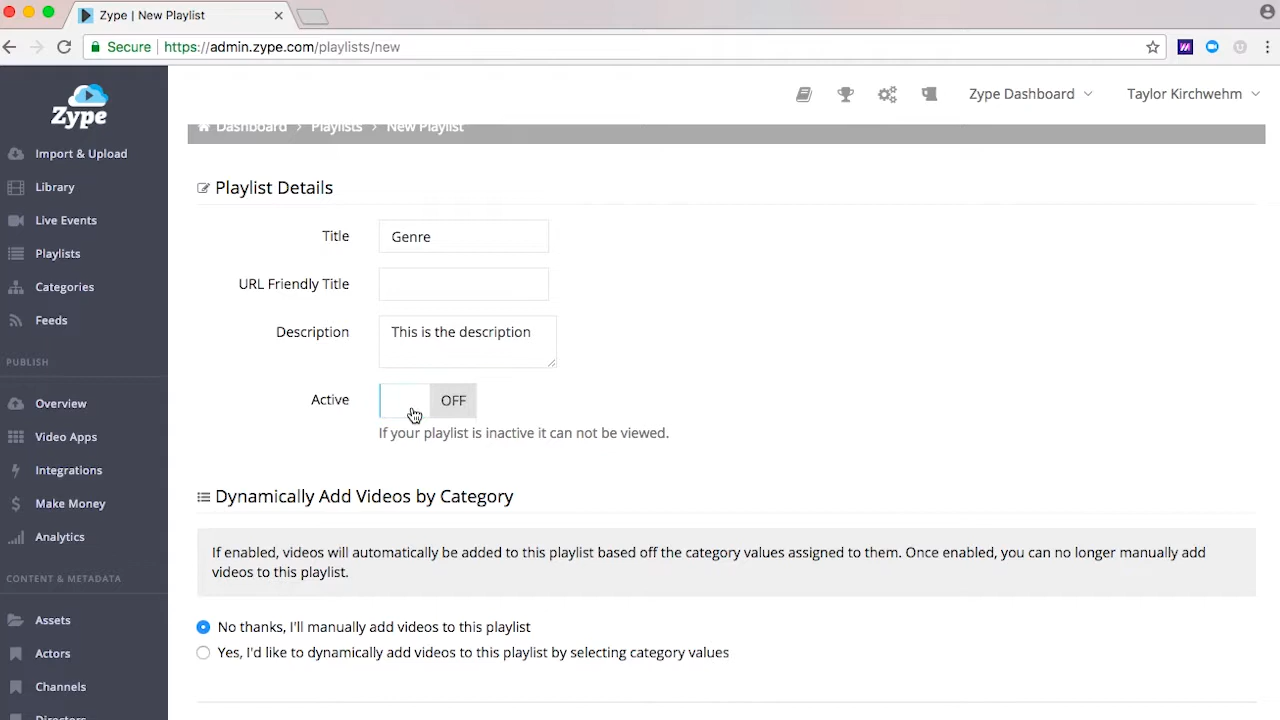 Zype | New Playlist
Secure https://admin.zype.com/playlists/new
Zype
Zype Dashboard
Taylor Kirchwehm
Dashboard > Playlists > New Playlist
Import & Upload
Library
Live Events
Playlists
Categories
Feeds
PUBLISH
Overview
Video Apps
Integrations
Make Money
Analytics
CONTENT & METADATA
Assets
Actors
Channels
Directors
Playlist Details
Title Genre
URL Friendly Title
Description This is the description
Active OFF
If your playlist is inactive it can not be viewed.
Dynamically Add Videos by Category
If enabled, videos will automatically be added to this playlist based off the category values assigned to them. Once enabled, you can no longer manually add
videos to this playlist.
No thanks, I'll manually add videos to this playlist
Yes, I'd like to dynamically add videos to this playlist by selecting category values